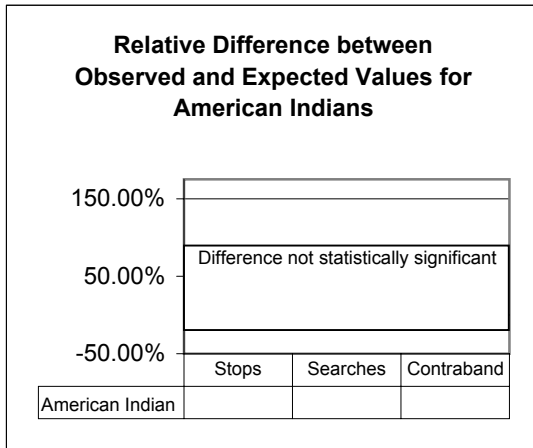 Relative Difference between
Observed and Expected Values for
American Indians
150.00%
Difference not statistically significant
50.00%
-50.00%
Stops Searches Contraband
American Indian